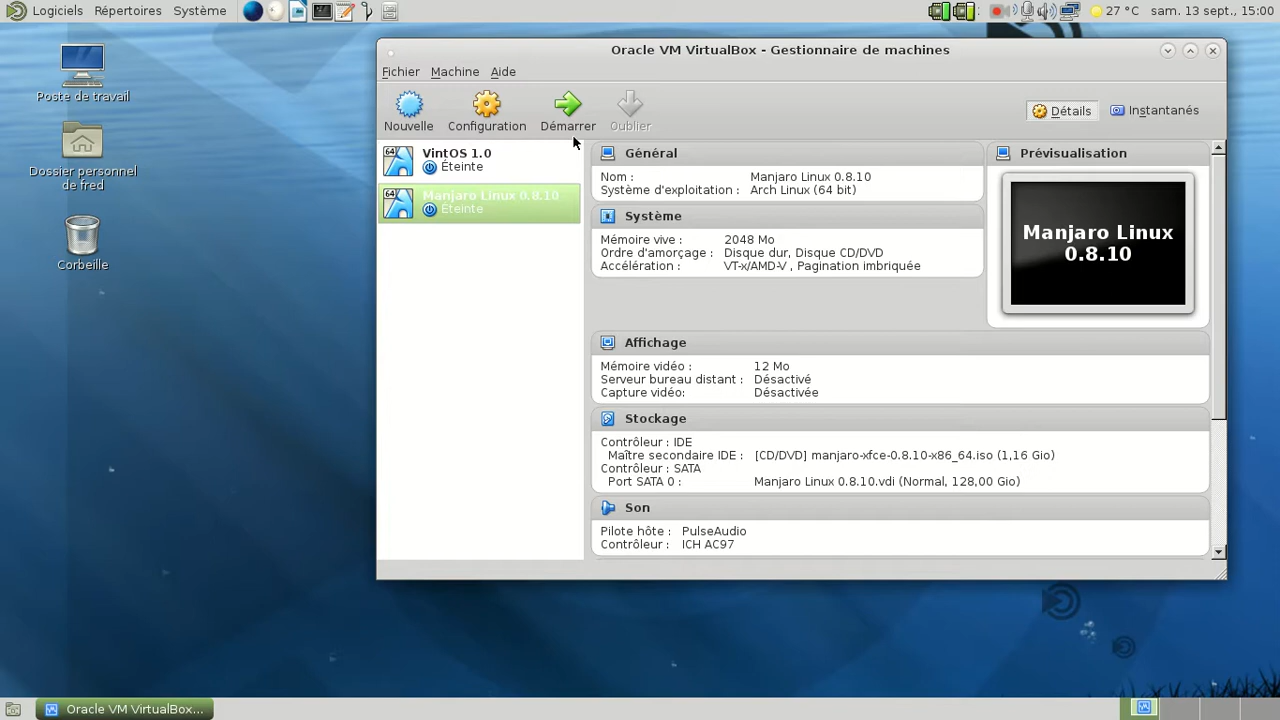 Logiciels Répertoires Système
27 °C sam. 13 sept., 15:00
Poste de travail
Dossier personnel
de fred
Corbeille
Oracle VM VirtualBox - Gestionnaire de machines
Fichier Machine Aide
Nouvelle Configuration Démarrer Oublier
Détails Instantanés
64 VintOS 1.0
Éteinte
64 Manjaro Linux 0.8.10
Éteinte
Général
Nom : Manjaro Linux 0.8.10
Système d'exploitation : Arch Linux (64 bit)
Système
Mémoire vive : 2048 Mo
Ordre d'amorçage : Disque dur, Disque CD/DVD
Accélération : VT-x/AMD-V , Pagination imbriquée
Prévisualisation
Manjaro Linux
0.8.10
Affichage
Mémoire vidéo : 12 Mo
Serveur bureau distant : Désactivé
Capture vidéo: Désactivée
Stockage
Contrôleur : IDE
Maître secondaire IDE : [CD/DVD] manjaro-xfce-0.8.10-x86_64.iso (1,16 Gio)
Contrôleur : SATA
Port SATA 0 : Manjaro Linux 0.8.10.vdi (Normal, 128,00 Gio)
Son
Pilote hôte : PulseAudio
Contrôleur : ICH AC97
Oracle VM VirtualBox...